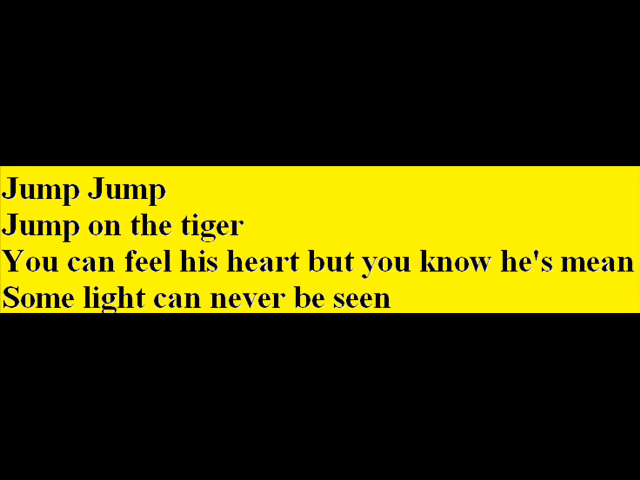 Jump Jump
Jump on the tiger
You can feel his heart but you know he's mean
Some light can never be seen